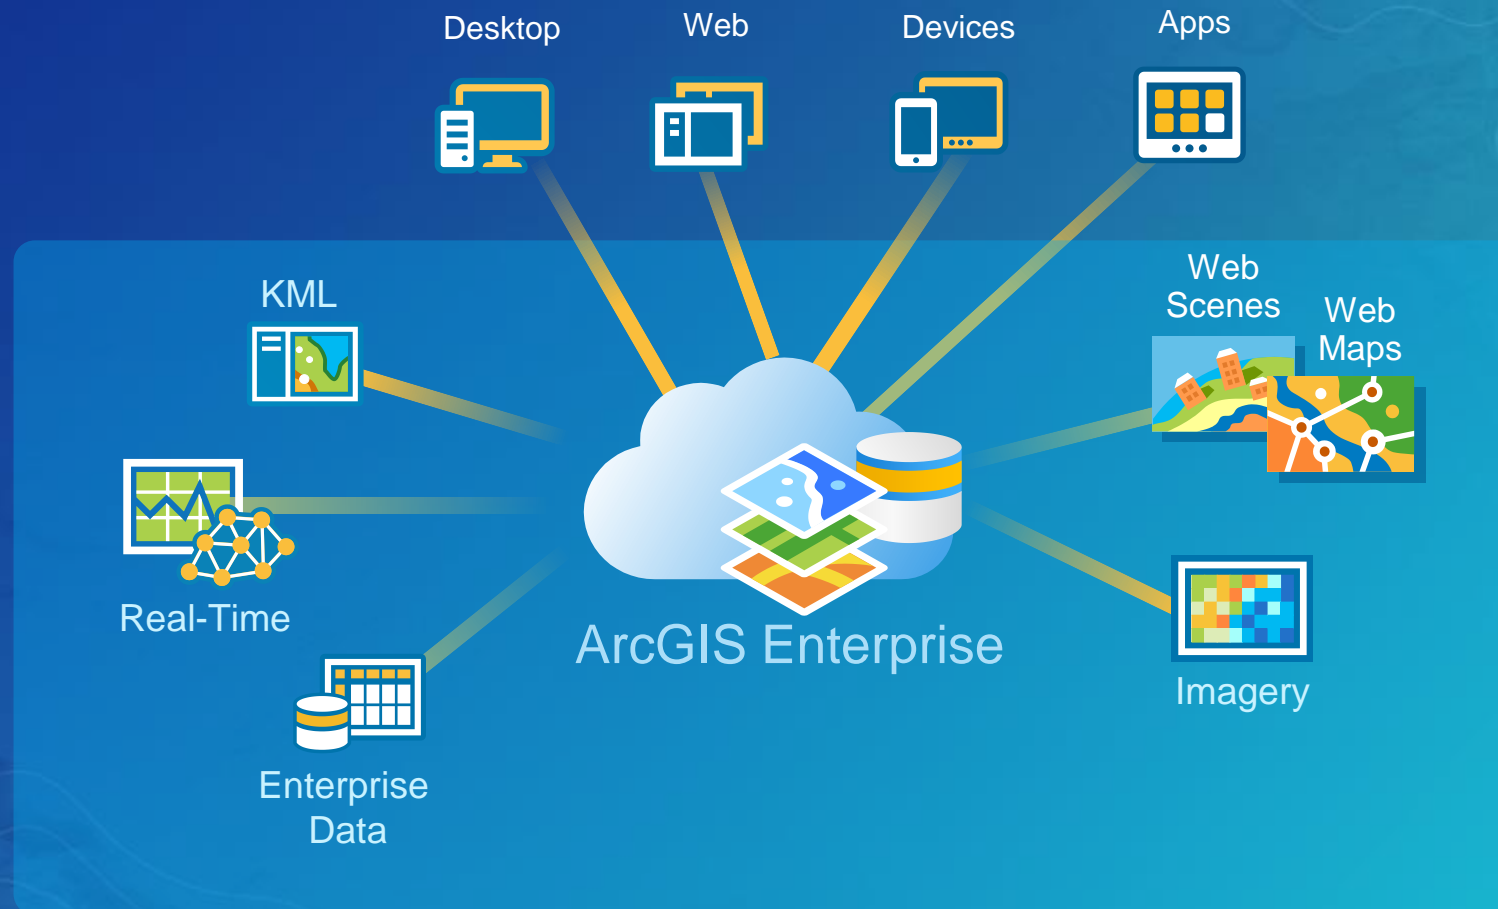 Desktop
Web
Devices
Apps
KML
Web
Scenes
Web
Maps
Real-Time
ArcGIS Enterprise
Imagery
Enterprise
Data